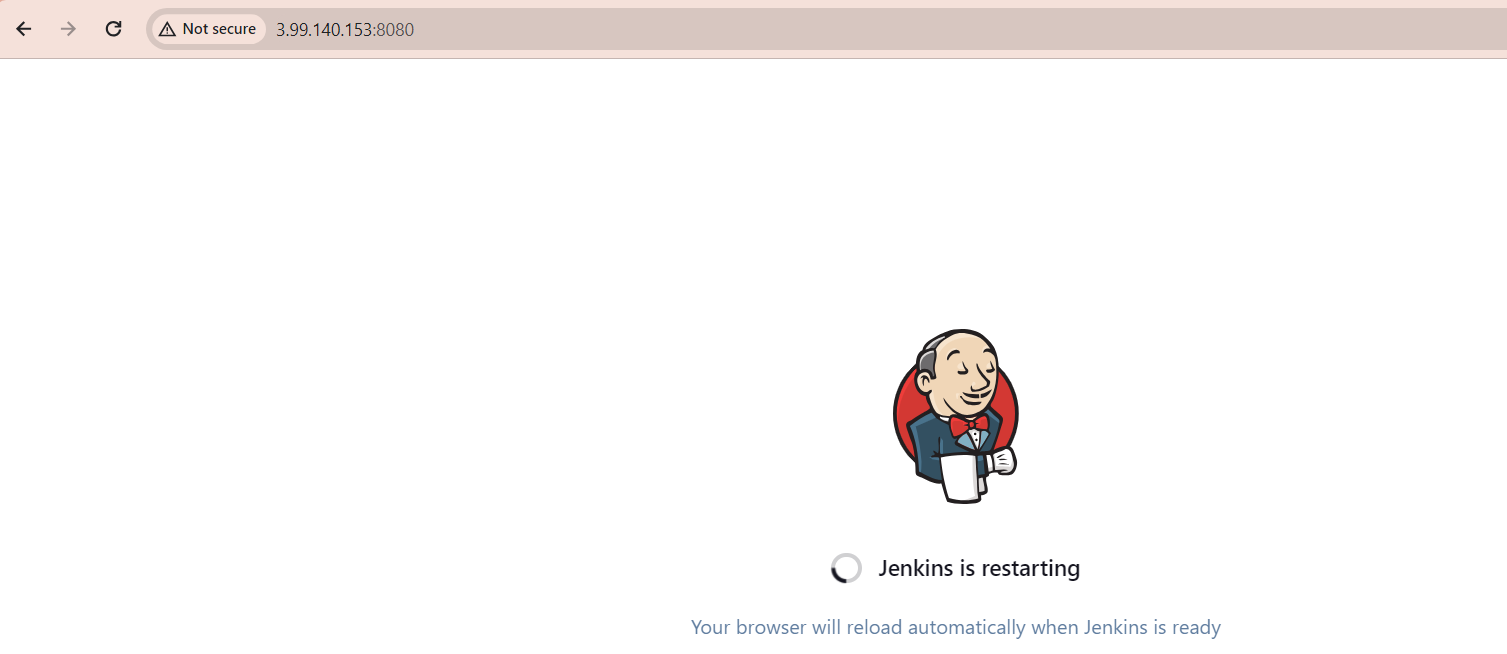 Not secure 3.99.140.153:8080
Jenkins is restarting
Your browser will reload automatically when Jenkins is ready